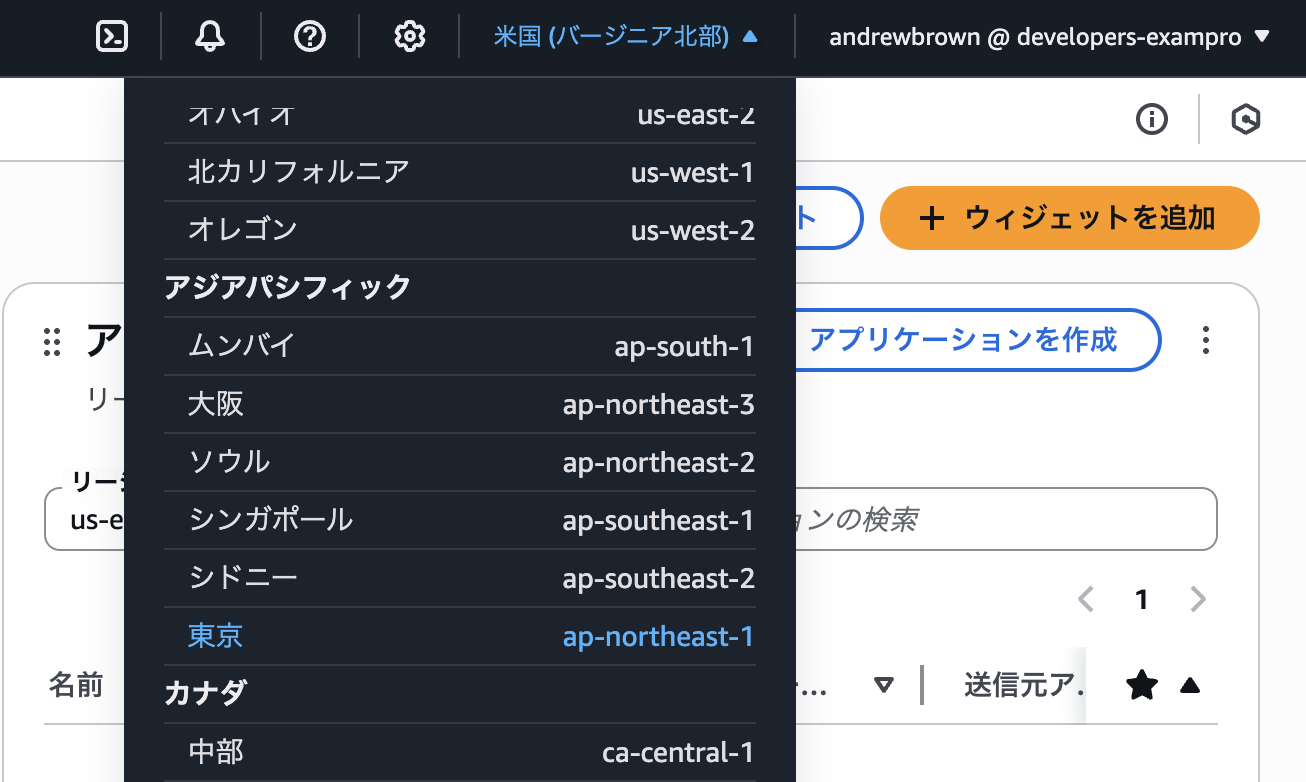 米国 (バージニア北部) ▲
andrewbrown @ developers-exampro ▼
オハイオ us-east-2
北カリフォルニア us-west-1
オレゴン us-west-2
ト
+ ウィジェットを追加
アジアパシフィック
ムンバイ ap-south-1
ア
アプリケーションを作成
大阪 ap-northeast-3
リー
ソウル ap-northeast-2
リージ
シンガポール ap-southeast-1
us-e
ョンの検索
シドニー ap-southeast-2
1
東京 ap-northeast-1
カナダ
名前
...
送信元ア.
中部 ca-central-1